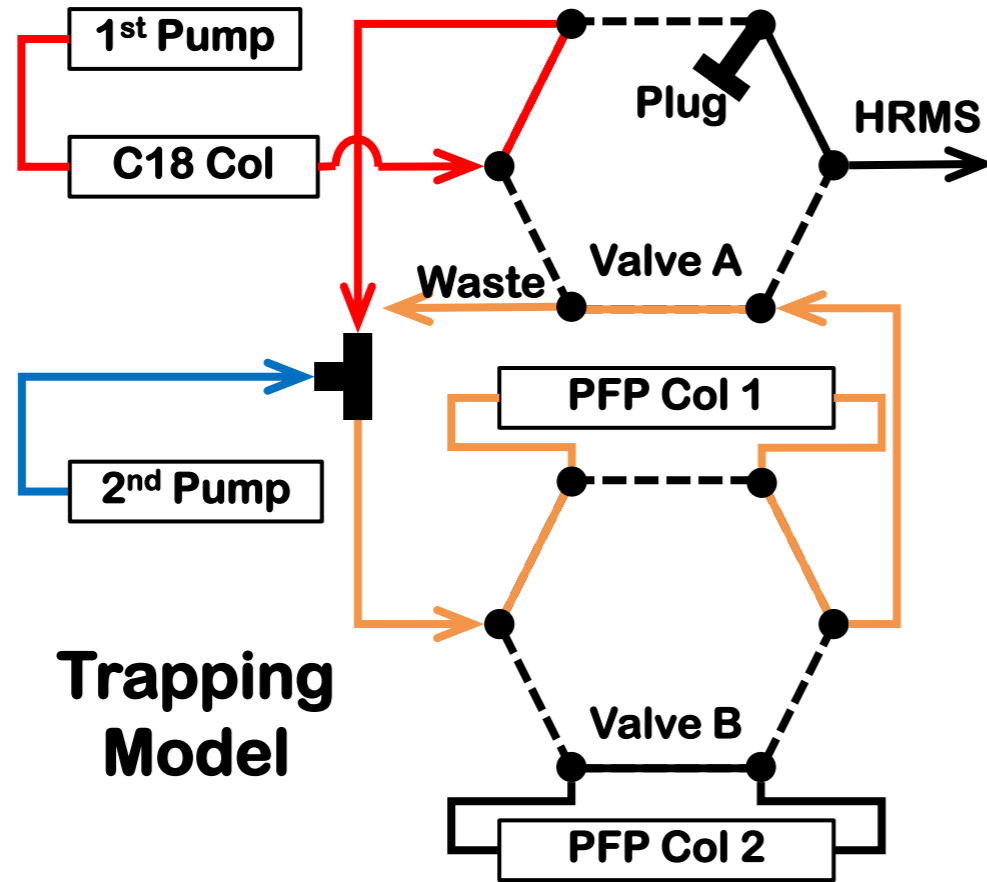 1st Pump
C18 Col
Plug
HRMS
Valve A
Waste
PFP Col 1
2nd Pump
Trapping
Model
Valve B
PFP Col 2